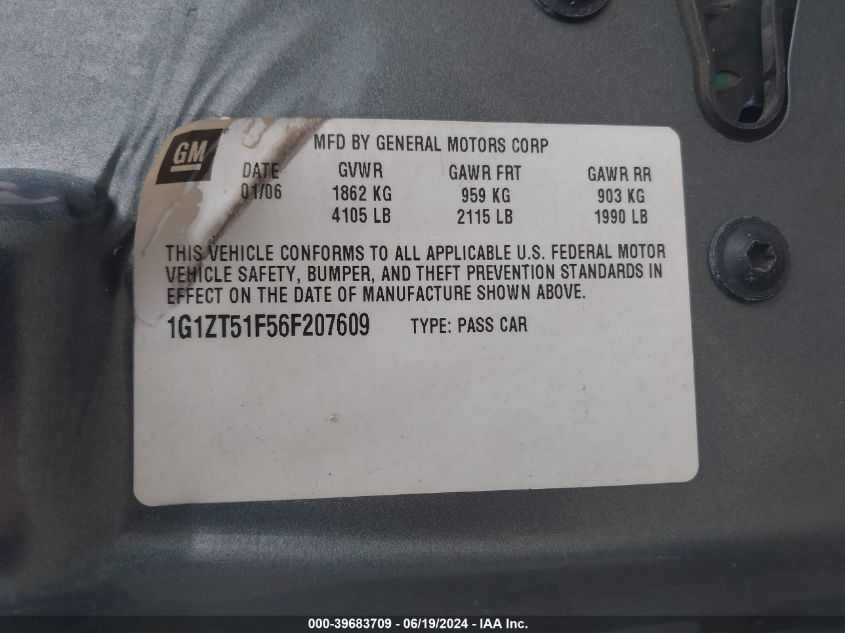 GM
MFD BY GENERAL MOTORS CORP
DATE GVWR GAWR FRT GAWR RR
01/06 1862 KG 959 KG 903 KG
4105 LB 2115 LB 1990 LB
THIS VEHICLE CONFORMS TO ALL APPLICABLE U.S. FEDERAL MOTOR
VEHICLE SAFETY, BUMPER, AND THEFT PREVENTION STANDARDS IN
EFFECT ON THE DATE OF MANUFACTURE SHOWN ABOVE.
1G1ZT51F56F207609 TYPE: PASS CAR
000-39683709 - 06/19/2024 - IAA Inc.